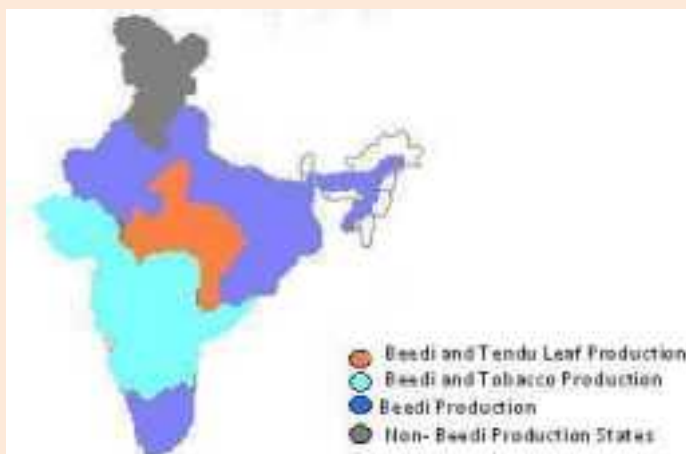 Beedi and Tendu Leaf Production
Beedi and Tobacco Production
Beedi Production
Non- Beedi Production States